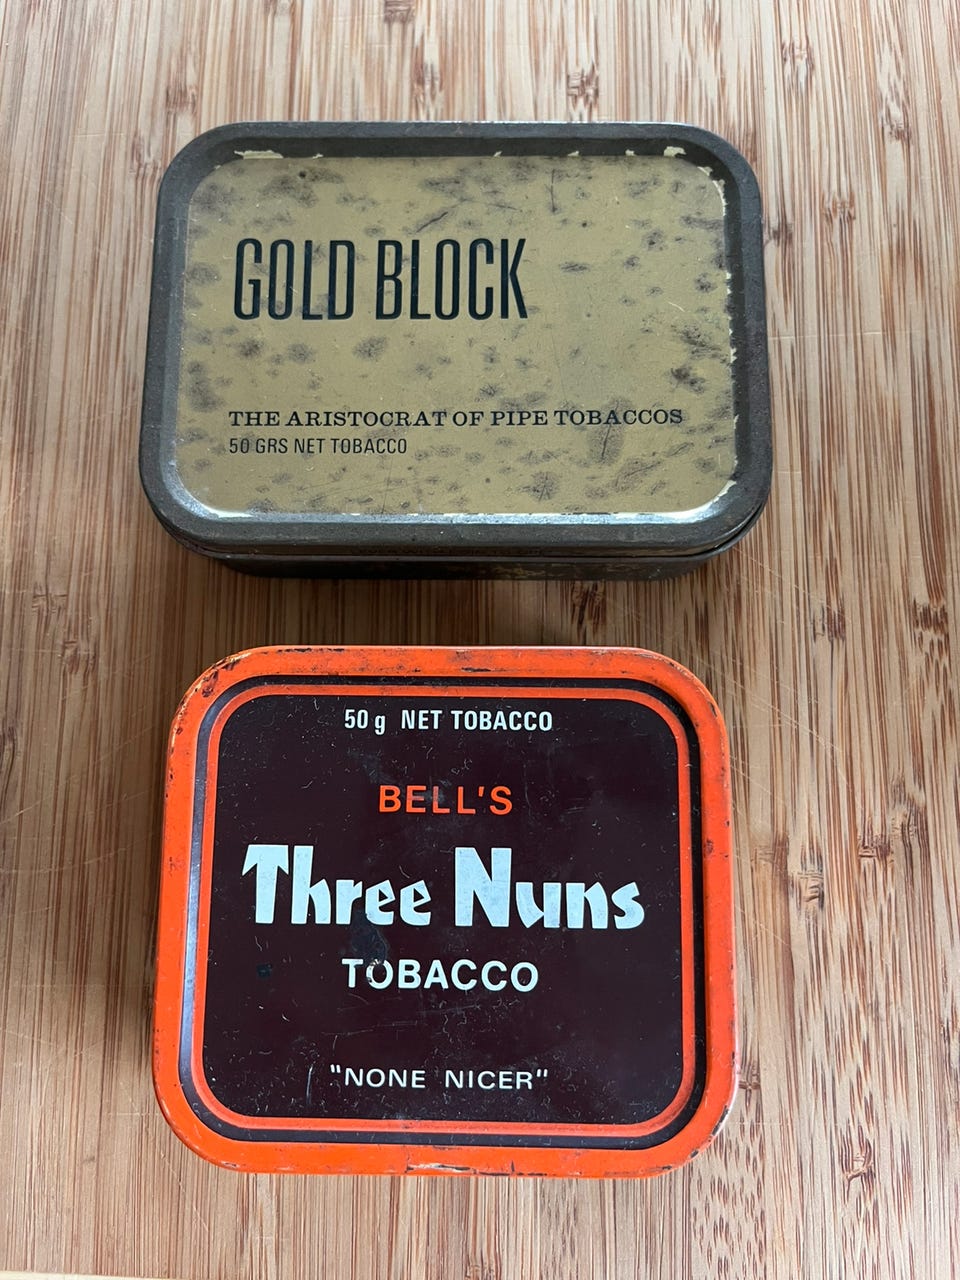 GOLD BLOCK
THE ARISTOCRAT OF PIPE TOBACCOS
50 GRS NET TOBACCO
50 g NET TOBACCO
BELL'S
Three Nuns
TOBACCO
"NONE NICER"